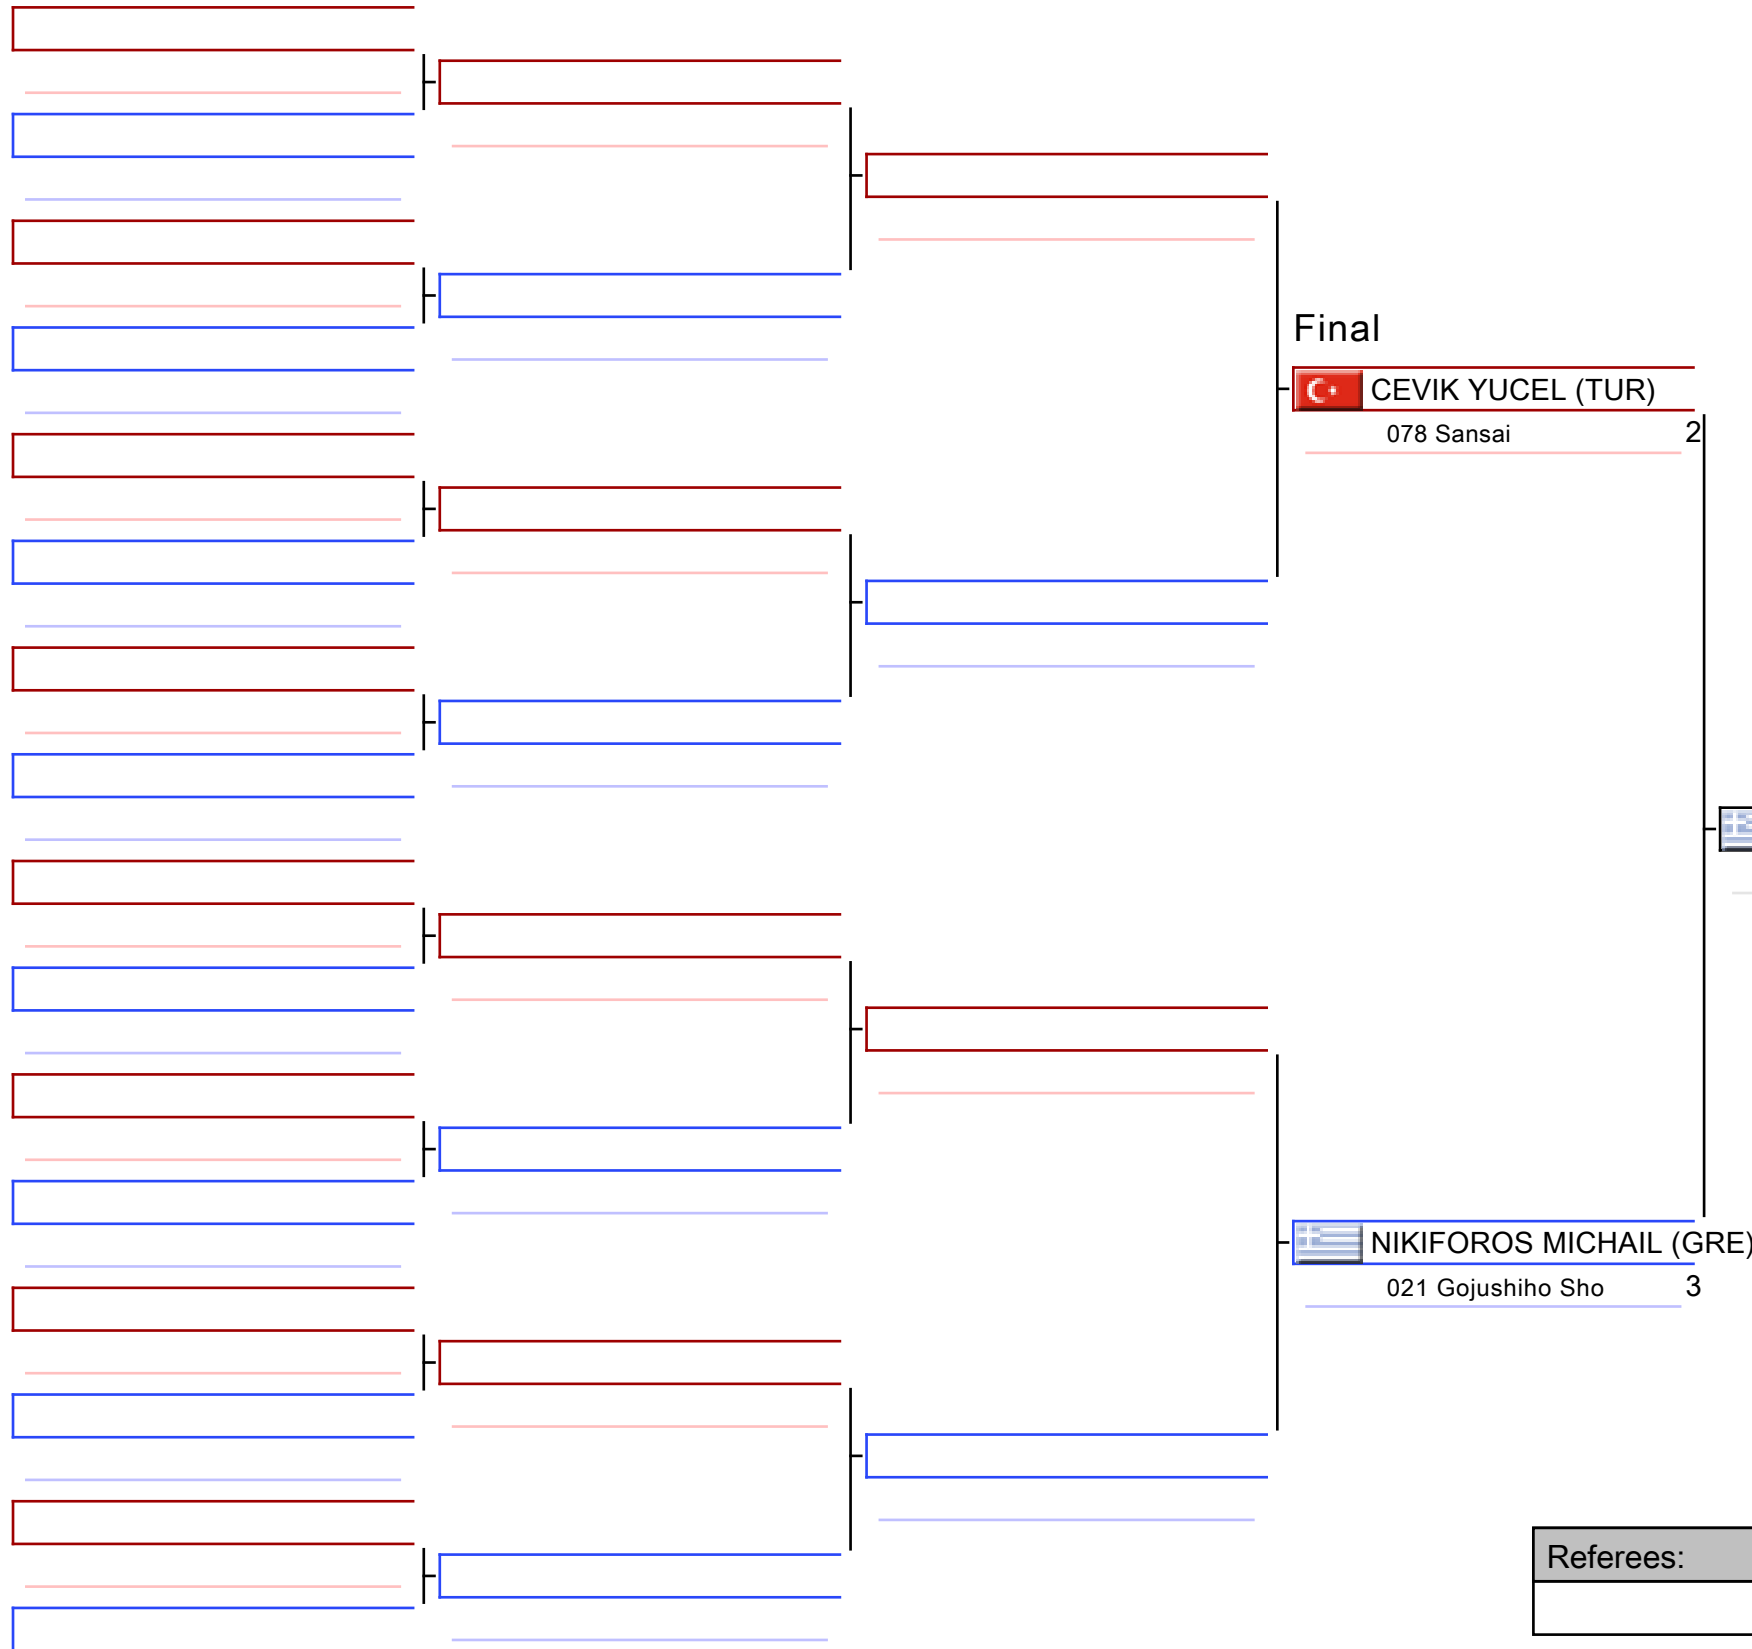 Final
CEVIK YUCEL (TUR)
078 Sansai 2
NIKIFOROS MICHAIL (GRE)
021 Gojushiho Sho 3
Referees: